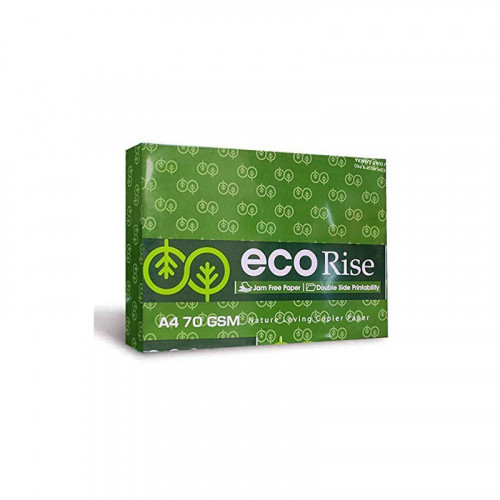 eco Rise
Jam Free Paper Double Side Printability
A4 70 GSM Nature Loving Copier Paper